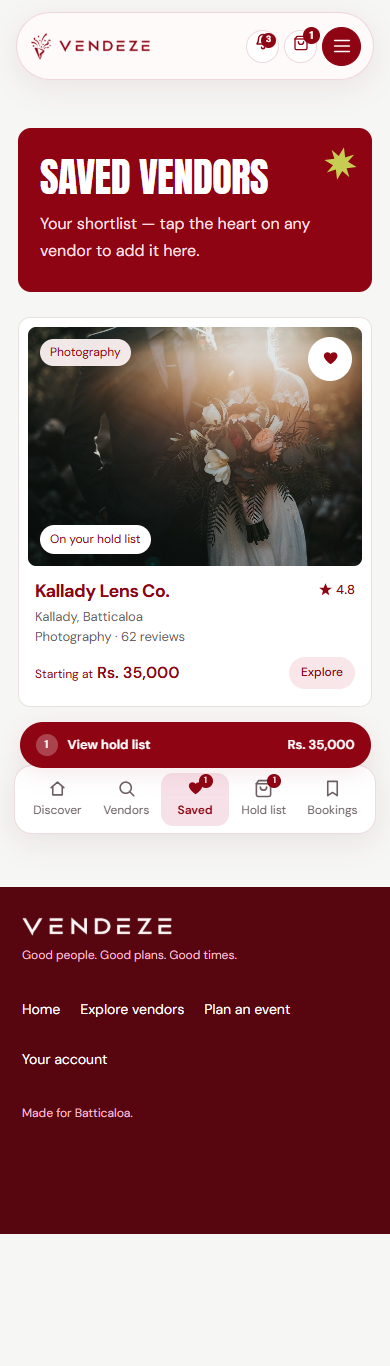 VENDEZE
3
1
SAVED VENDORS
Your shortlist — tap the heart on any
vendor to add it here.
Photography
On your hold list
Kallady Lens Co.
★ 4.8
Kallady, Batticaloa
Photography · 62 reviews
Starting at Rs. 35,000
Explore
1 View hold list
Rs. 35,000
1
1
Discover
Vendors
Saved
Hold list
Bookings
VENDEZE
Good people. Good plans. Good times.
Home
Explore vendors
Plan an event
Your account
Made for Batticaloa.